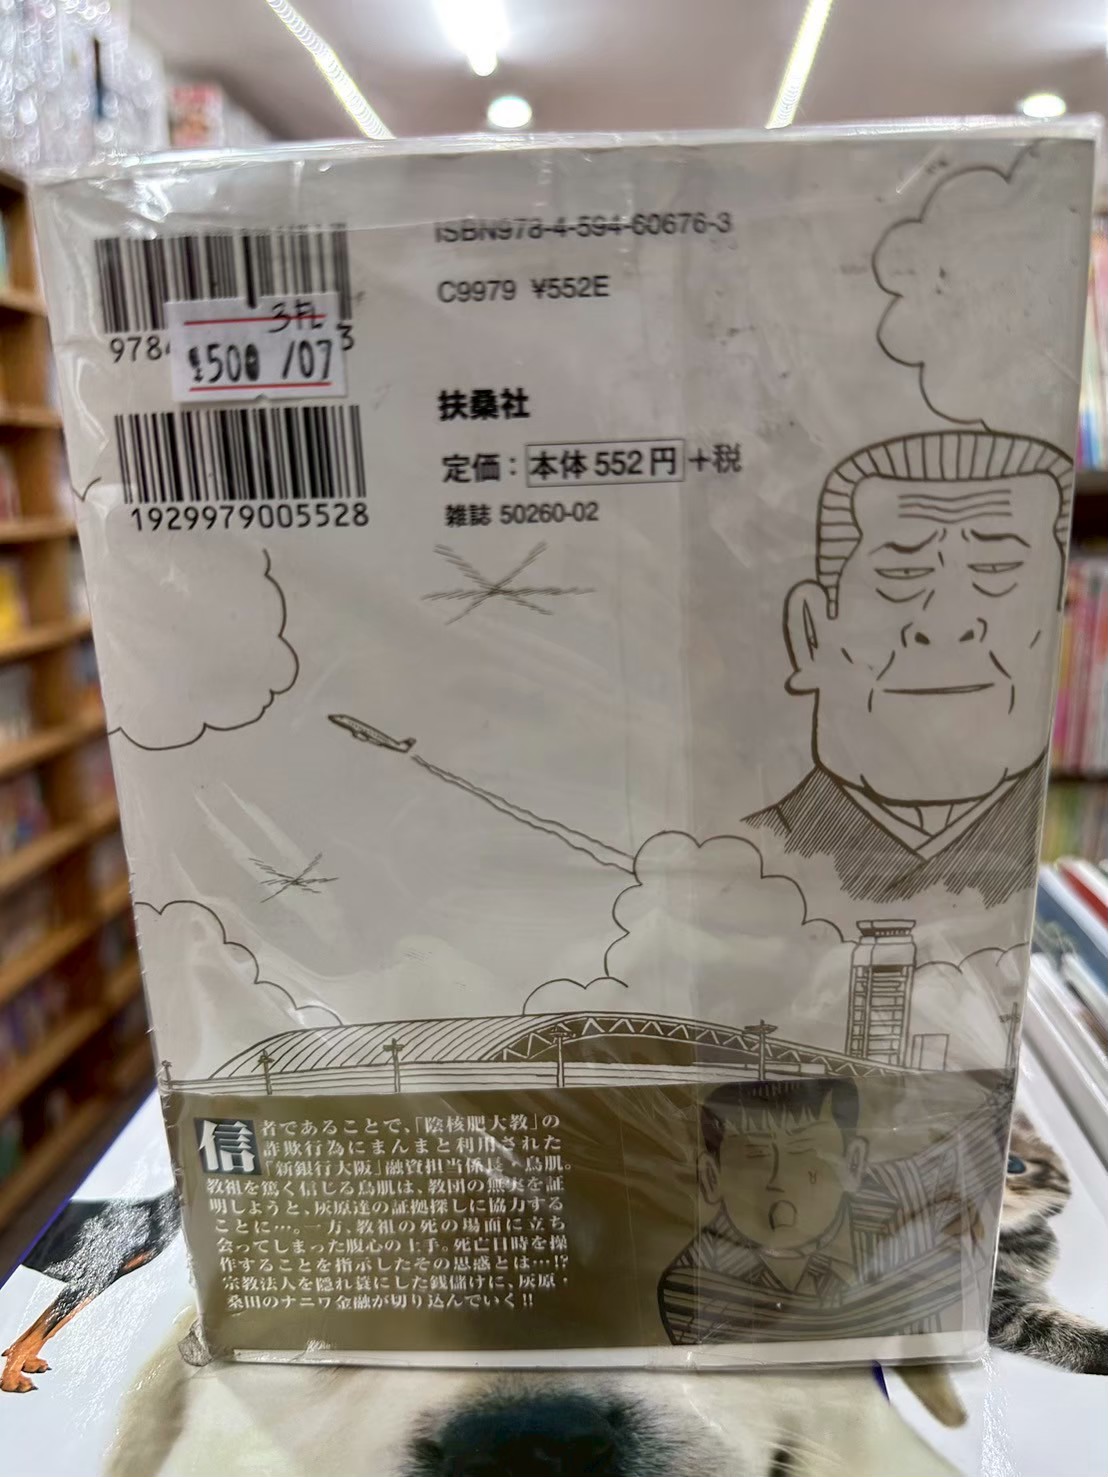 ISBN978-4-594-60676-3
C9979 ¥552E
978
3
3F
¥500 /07
扶桑社
定価：本体552円+税
雑誌 50260-02
1929979005528
信者であることで、「陰核肥大教」の
詐欺行為にまんまと利用された
「新銀行大阪」融資担当係長・鳥肌。
教祖を篤く信じる鳥肌は、教団の無実を証
明しようと、灰原達の証拠探しに協力する
ことに…。一方、教祖の死の場面に立ち
会ってしまった腹心の土手。死亡日時を操
作することを指示したその思惑とは…!?
宗教法人を隠れ蓑にした銭儲けに、灰原・
桑田のナニワ金融が切り込んでいく!!